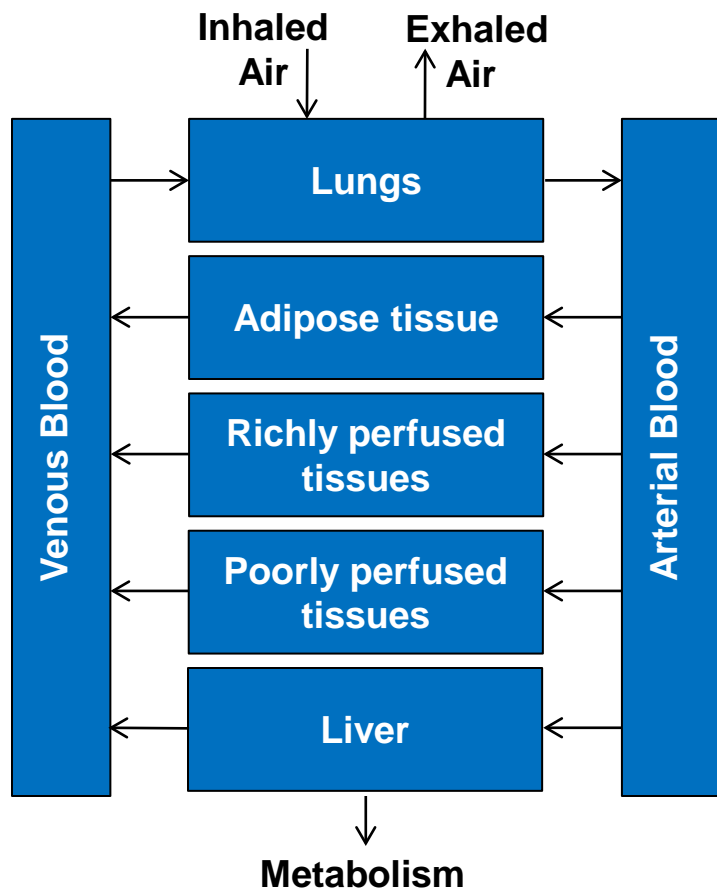 Inhaled
Air
Exhaled
Air
Lungs
Adipose tissue
Richly perfused
tissues
Poorly perfused
tissues
Liver
Metabolism
Venous Blood
Arterial Blood